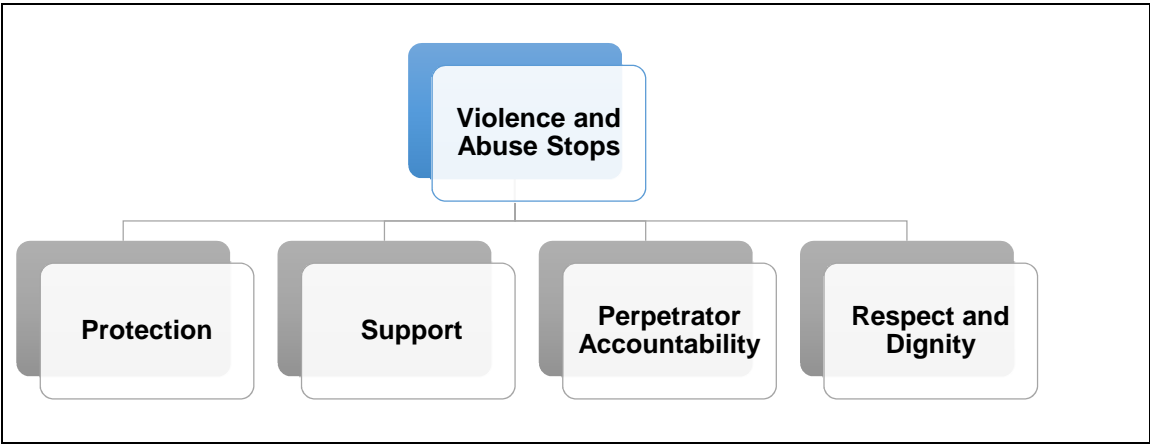 Violence and
Abuse Stops
Protection
Support
Perpetrator
Accountability
Respect and
Dignity